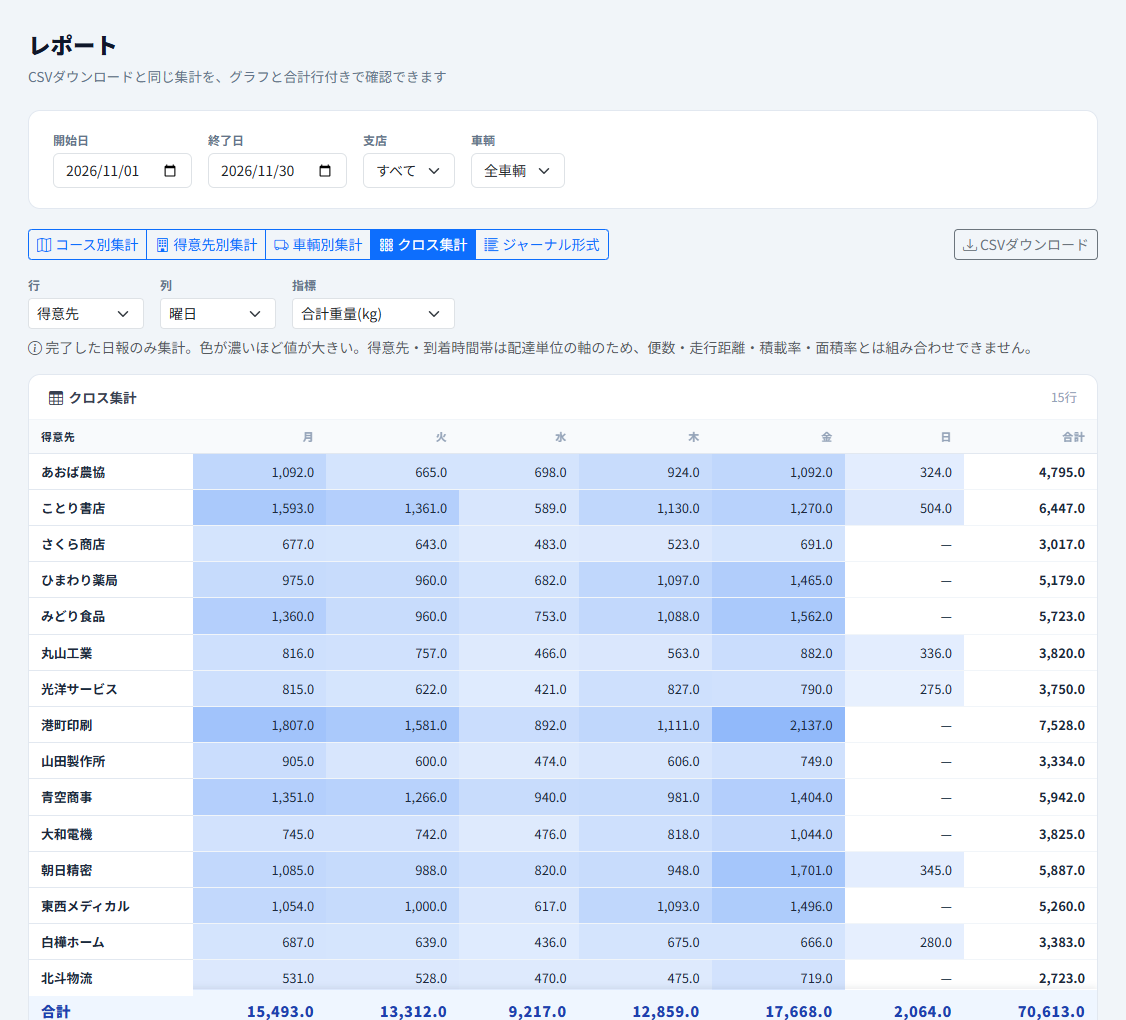 レポート
CSVダウンロードと同じ集計を、グラフと合計行付きで確認できます
開始日 終了日 支店 車輌
2026/11/01 2026/11/30 すべて 全車輌
コース別集計 得意先別集計 車輌別集計 クロス集計 ジャーナル形式 CSVダウンロード
行 列 指標
得意先 曜日 合計重量(kg)
完了した日報のみ集計。色が濃いほど値が大きい。得意先・到着時間帯は配達単位の軸のため、便数・走行距離・積載率・面積率とは組み合わせできません。
クロス集計 15行
得意先 月 火 水 木 金 日 合計
あおば農協 1,092.0 665.0 698.0 924.0 1,092.0 324.0 4,795.0
ことり書店 1,593.0 1,361.0 589.0 1,130.0 1,270.0 504.0 6,447.0
さくら商店 677.0 643.0 483.0 523.0 691.0 — 3,017.0
ひまわり薬局 975.0 960.0 682.0 1,097.0 1,465.0 — 5,179.0
みどり食品 1,360.0 960.0 753.0 1,088.0 1,562.0 — 5,723.0
丸山工業 816.0 757.0 466.0 563.0 882.0 336.0 3,820.0
光洋サービス 815.0 622.0 421.0 827.0 790.0 275.0 3,750.0
港町印刷 1,807.0 1,581.0 892.0 1,111.0 2,137.0 — 7,528.0
山田製作所 905.0 600.0 474.0 606.0 749.0 — 3,334.0
青空商事 1,351.0 1,266.0 940.0 981.0 1,404.0 — 5,942.0
大和電機 745.0 742.0 476.0 818.0 1,044.0 — 3,825.0
朝日精密 1,085.0 988.0 820.0 948.0 1,701.0 345.0 5,887.0
東西メディカル 1,054.0 1,000.0 617.0 1,093.0 1,496.0 — 5,260.0
白樺ホーム 687.0 639.0 436.0 675.0 666.0 280.0 3,383.0
北斗物流 531.0 528.0 470.0 475.0 719.0 — 2,723.0
合計 15,493.0 13,312.0 9,217.0 12,859.0 17,668.0 2,064.0 70,613.0